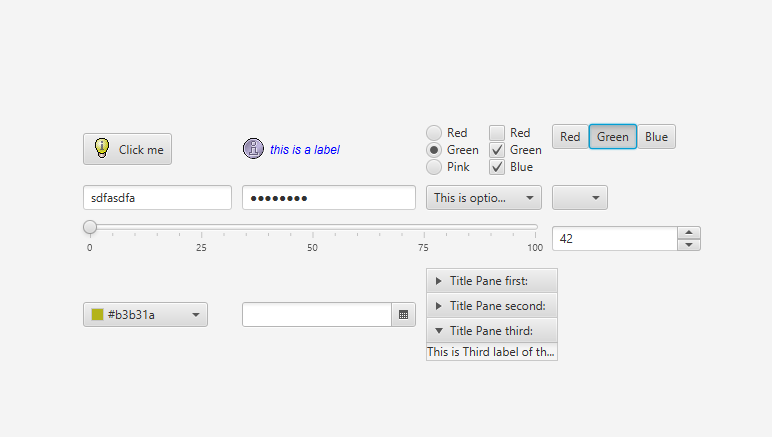 Click me
this is a label
Red
Green
Pink
Red
Green
Blue
Red Green Blue
sdfasdfa
●●●●●●●●
This is optio...
0 25 50 75 100
42
#b3b31a
Title Pane first:
Title Pane second:
Title Pane third:
This is Third label of th...